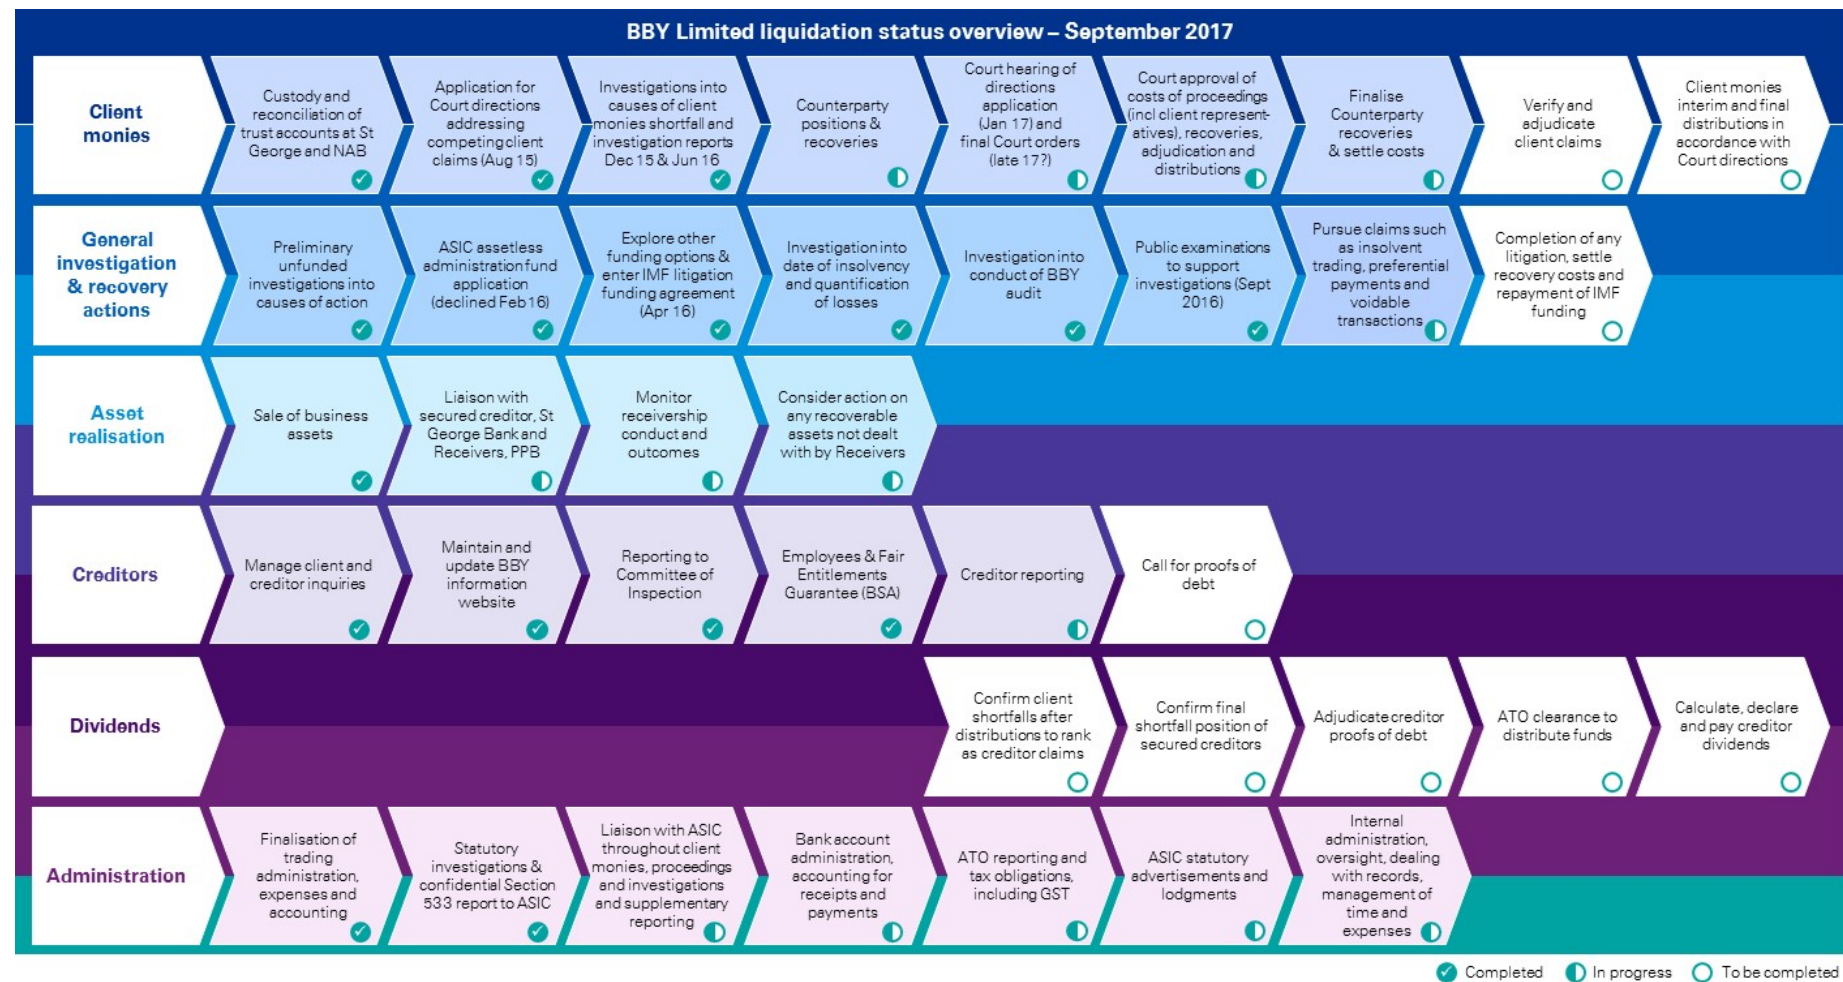 BBY Limited liquidation status overview – September 2017
Client
monies
Custody and
reconciliation of
trust accounts at St
George and NAB
Application for
Court directions
addressing
competing client
claims (Aug 15)
Investigations into
causes of client
monies shortfall and
investigation reports
Dec 15 & Jun 16
Counterparty
positions &
recoveries
Court hearing of
directions
application
(Jan 17) and
final Court orders
(late 17?)
Court approval of
costs of proceedings
(incl client represent-
atives), recoveries,
adjudication and
distributions
Finalise
Counterparty
recoveries
& settle costs
Verify and
adjudicate
client claims
Client monies
interim and final
distributions in
accordance with
Court directions
General
investigation
& recovery
actions
Preliminary
unfunded
investigations into
causes of action
ASIC assetless
administration fund
application
(declined Feb 16)
Explore other
funding options &
enter IMF litigation
funding agreement
(Apr 16)
Investigation into
date of insolvency
and quantification
of losses
Investigation into
conduct of BBY
audit
Public examinations
to support
investigations (Sept
2016)
Pursue claims such
as insolvent
trading, preferential
payments and
voidable
transactions
Completion of any
litigation, settle
recovery costs and
repayment of IMF
funding
Asset
realisation
Sale of business
assets
Liaison with
secured creditor, St
George Bank and
Receivers, PPB
Monitor
receivership
conduct and
outcomes
Consider action on
any recoverable
assets not dealt
with by Receivers
Creditors
Manage client and
creditor inquiries
Maintain and
update BBY
information
website
Reporting to
Committee of
Inspection
Employees & Fair
Entitlements
Guarantee (BSA)
Creditor reporting
Call for proofs of
debt
Dividends
Confirm client
shortfalls after
distributions to rank
as creditor claims
Confirm final
shortfall position of
secured creditors
Adjudicate creditor
proofs of debt
ATO clearance to
distribute funds
Calculate, declare
and pay creditor
dividends
Administration
Finalisation of
trading
administration,
expenses and
accounting
Statutory
investigations &
confidential Section
533 report to ASIC
Liaison with ASIC
throughout client
monies, proceedings
and investigations
and supplementary
reporting
Bank account
administration,
accounting for
receipts and
payments
ATO reporting and
tax obligations,
including GST
ASIC statutory
advertisements and
lodgments
Internal
administration,
oversight, dealing
with records,
management of
time and
expenses
Completed
In progress
To be completed